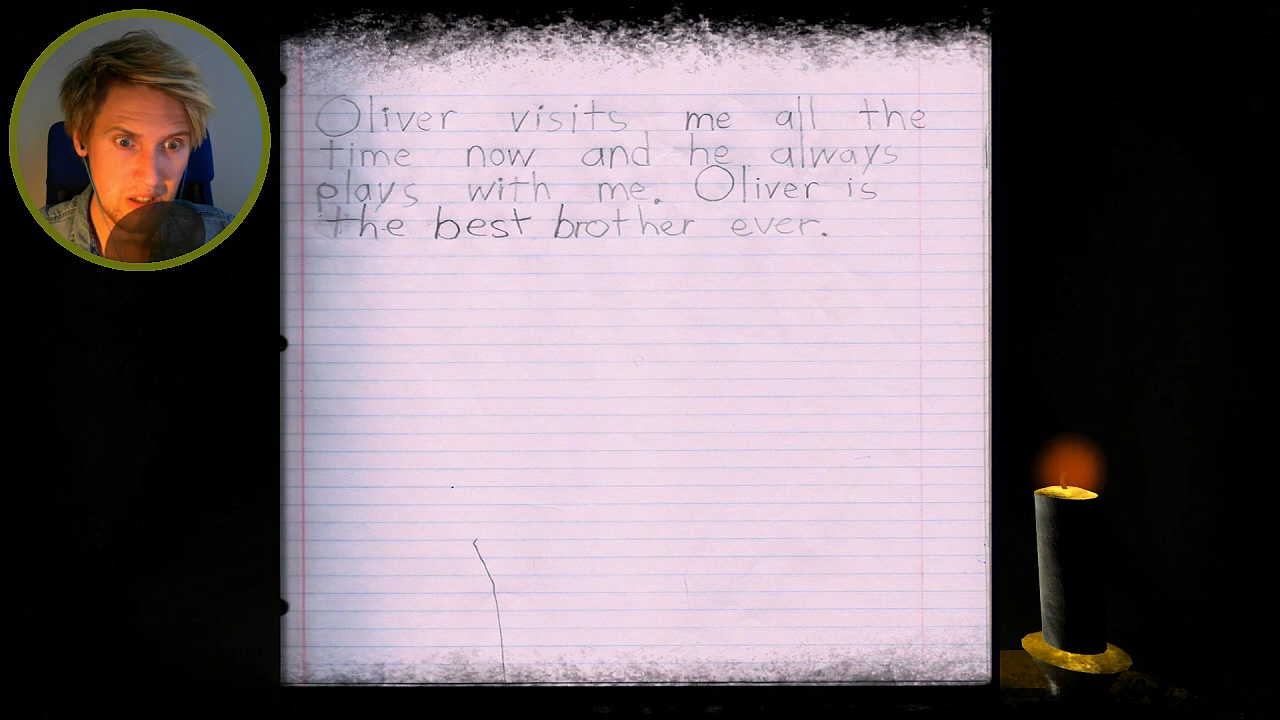 Oliver visits me all the
time now and he always
plays with me. Oliver is
the best brother ever.